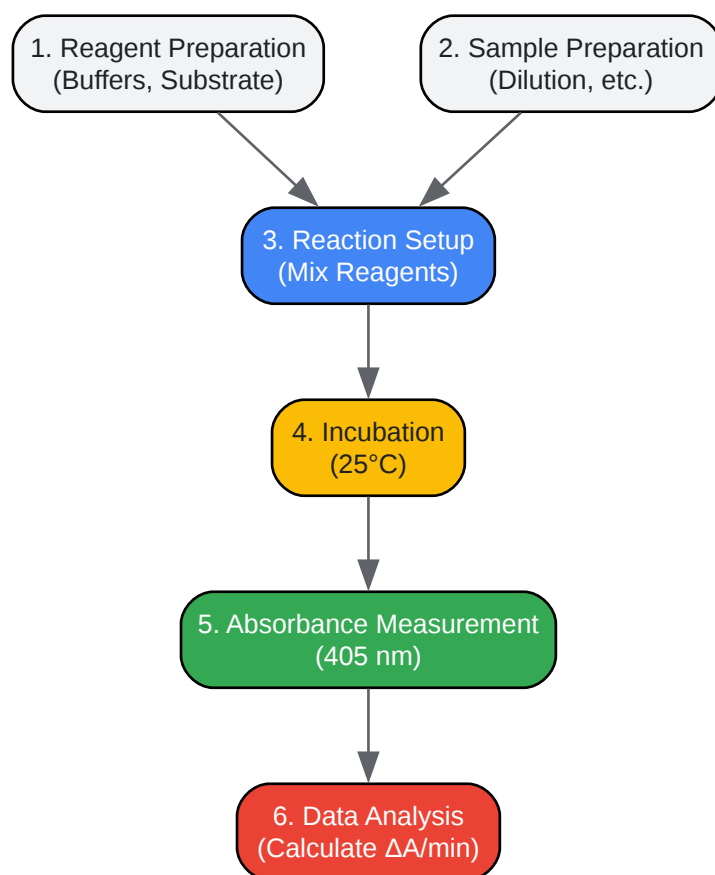 1. Reagent Preparation
(Buffers, Substrate)
2. Sample Preparation
(Dilution, etc.)
3. Reaction Setup
(Mix Reagents)
4. Incubation
(25°C)
5. Absorbance Measurement
(405 nm)
6. Data Analysis
(Calculate ΔA/min)